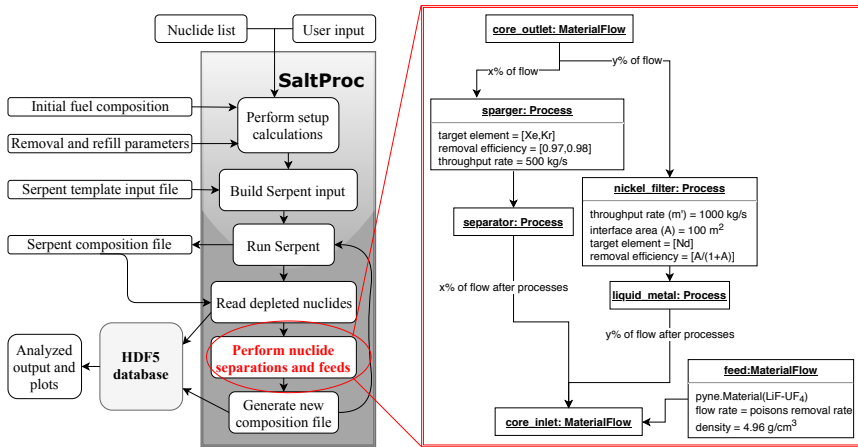 Nuclide list
User input
SaltProc
Initial fuel composition
Removal and refill parameters
Perform setup
calculations
Serpent template input file
Build Serpent input
Serpent composition file
Run Serpent
Read depleted nuclides
Analyzed
output and
plots
HDF5
database
Perform nuclide
separations and feeds
Generate new
composition file
core_outlet: MaterialFlow
x% of flow
y% of flow
sparger: Process
target element = [Xe,Kr]
removal efficiency = [0.97,0.98]
throughput rate = 500 kg/s
nickel_filter: Process
throughput rate (m') = 1000 kg/s
interface area (A) = 100 m²
target element = [Nd]
removal efficiency = [A/(1+A)]
separator: Process
x% of flow after processes
liquid_metal: Process
y% of flow after processes
feed:MaterialFlow
pyne.Material(LiF-UF₄)
flow rate = poisons removal rate
density = 4.96 g/cm³
core_inlet: MaterialFlow